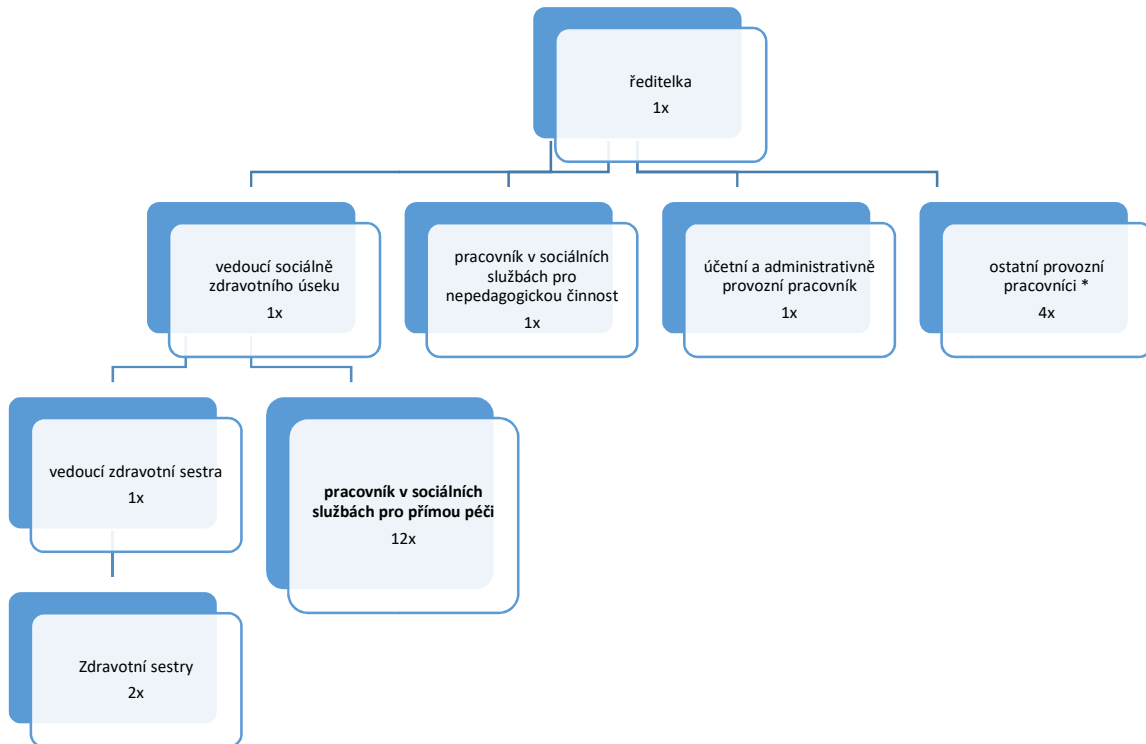 ředitelka
1x
vedoucí sociálně
zdravotního úseku
1x
pracovník v sociálních
službách pro
nepedagogickou činnost
1x
účetní a administrativně
provozní pracovník
1x
ostatní provozní
pracovníci *
4x
vedoucí zdravotní sestra
1x
pracovník v sociálních
službách pro přímou péči
12x
Zdravotní sestry
2x